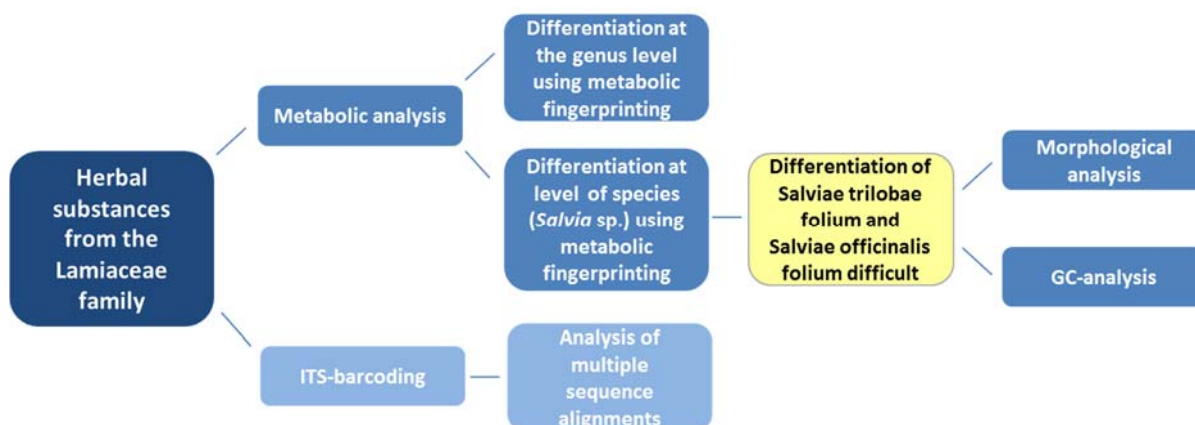 Herbal
substances
from the
Lamiaceae
family
Metabolic analysis
Differentiation at
the genus level
using metabolic
fingerprinting
Differentiation at
level of species
(Salvia sp.) using
metabolic
fingerprinting
Differentiation of
Salviae trilobae
folium and
Salviae officinalis
folium difficult
Morphological
analysis
GC-analysis
ITS-barcoding
Analysis of
multiple
sequence
alignments